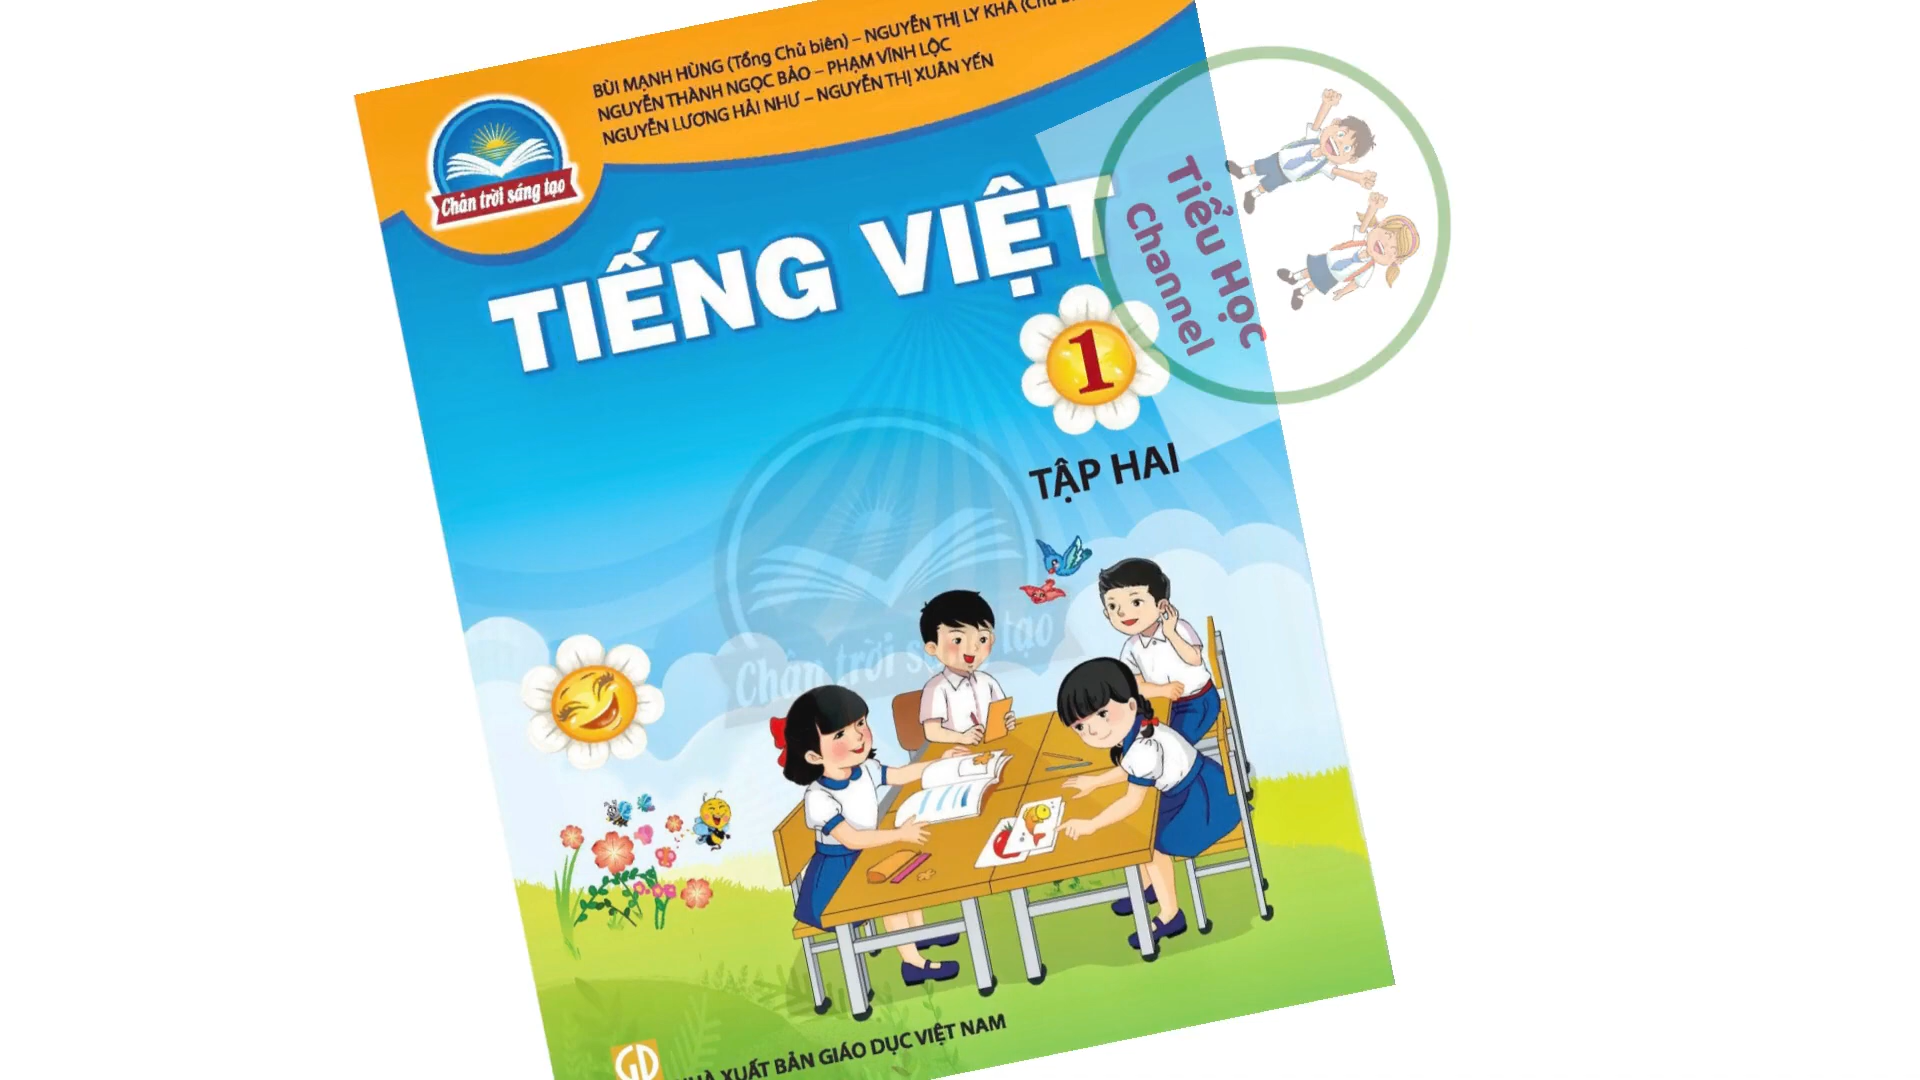 BÙI MẠNH HÙNG (Tổng Chủ biên) – NGUYỄN THỊ LY KHA (Chủ
NGUYỄN THÀNH NGỌC BẢO – PHẠM VĨNH LỘC
NGUYỄN LƯƠNG HẢI NHƯ – NGUYỄN THỊ XUÂN YẾN
Chân trời sáng tạo
TIẾNG VIỆT
1
TẬP HAI
Tiểu Học
Channel
Chân trời sáng tạo
GD
NHÀ XUẤT BẢN GIÁO DỤC VIỆT NAM